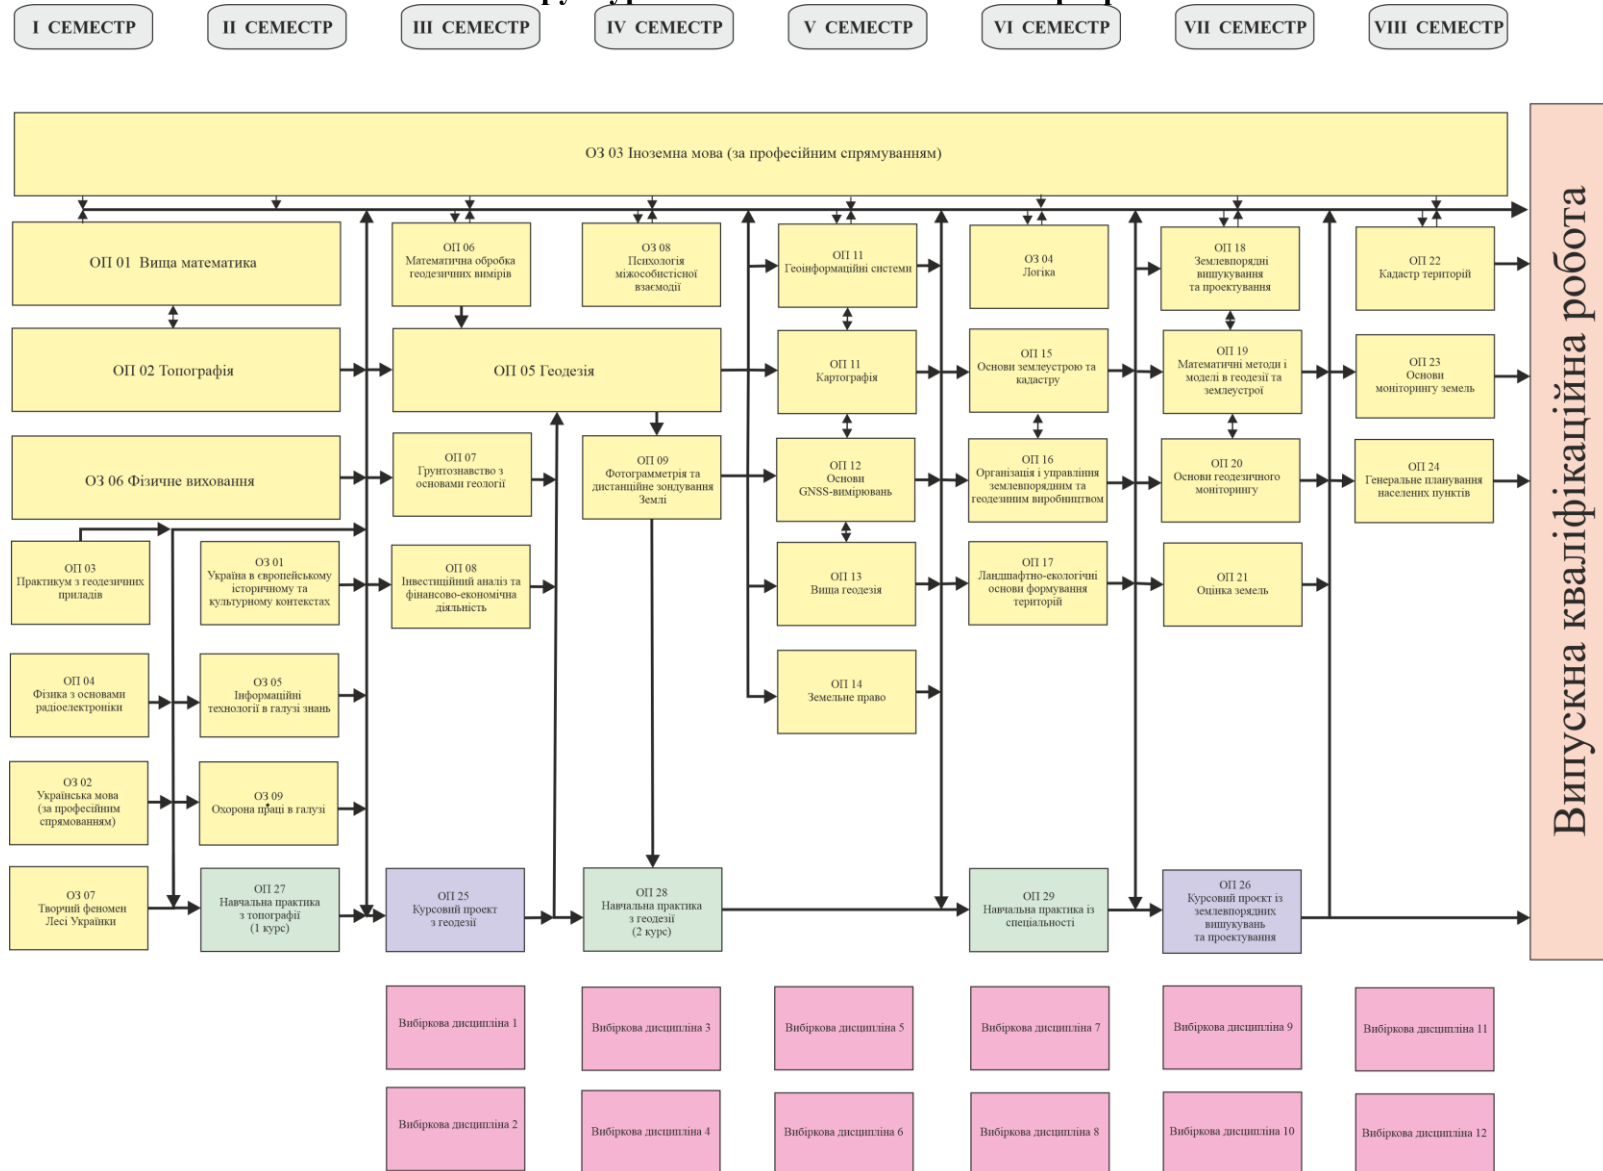 I СЕМЕСТР
II СЕМЕСТР
III СЕМЕСТР
IV СЕМЕСТР
V СЕМЕСТР
VI СЕМЕСТР
VII СЕМЕСТР
VIII СЕМЕСТР
ОЗ 03 Іноземна мова (за професійним спрямуванням)
ОП 01 Вища математика
ОП 06
Математична обробка
геодезичних вимірів
ОЗ 08
Психологія
міжособистісної
взаємодії
ОП 11
Геоінформаційні системи
ОЗ 04
Логіка
ОП 18
Землевпорядні
вишукування
та проектування
ОП 22
Кадастр територій
ОП 02 Топографія
ОП 05 Геодезія
ОП 11
Картографія
ОП 15
Основи землеустрою та
кадастру
ОП 19
Математичні методи і
моделі в геодезії та
землеустрої
ОП 23
Основи
моніторингу земель
ОЗ 06 Фізичне виховання
ОП 07
Грунтознавство з
основами геології
ОП 09
Фотограмметрія та
дистанційне зондування
Землі
ОП 12
Основи
GNSS-вимірювань
ОП 16
Організація і управління
землевпорядним та
геодезиним виробництвом
ОП 20
Основи геодезичного
моніторингу
ОП 24
Генеральне планування
населених пунктів
ОП 03
Практикум з геодезичних
приладів
ОЗ 01
Україна в європейському
історичному та
культурному контекстах
ОП 08
Інвестиційний аналіз та
фінансово-економічна
діяльність
ОП 13
Вища геодезія
ОП 17
Ландшафтно-екологічні
основи формування
територій
ОП 21
Оцінка земель
ОП 04
Фізика з основами
радіоелектроніки
ОЗ 05
Інформаційні
технології в галузі знань
ОП 14
Земельне право
ОЗ 02
Українська мова
(за професійним
спрямованням)
ОЗ 09
Охорона праці в галузі
ОЗ 07
Творчий феномен
Лесі Українки
ОП 27
Навчальна практика
з топографії
(1 курс)
ОП 25
Курсовий проект
з геодезії
ОП 28
Навчальна практика
з геодезії
(2 курс)
ОП 29
Навчальна практика із
спеціальності
ОП 26
Курсовий проєкт із
землевпорядних
вишукувань
та проектування
Випускна кваліфікаційна робота
Вибіркова дисципліна 1
Вибіркова дисципліна 3
Вибіркова дисципліна 5
Вибіркова дисципліна 7
Вибіркова дисципліна 9
Вибіркова дисципліна 11
Вибіркова дисципліна 2
Вибіркова дисципліна 4
Вибіркова дисципліна 6
Вибіркова дисципліна 8
Вибіркова дисципліна 10
Вибіркова дисципліна 12